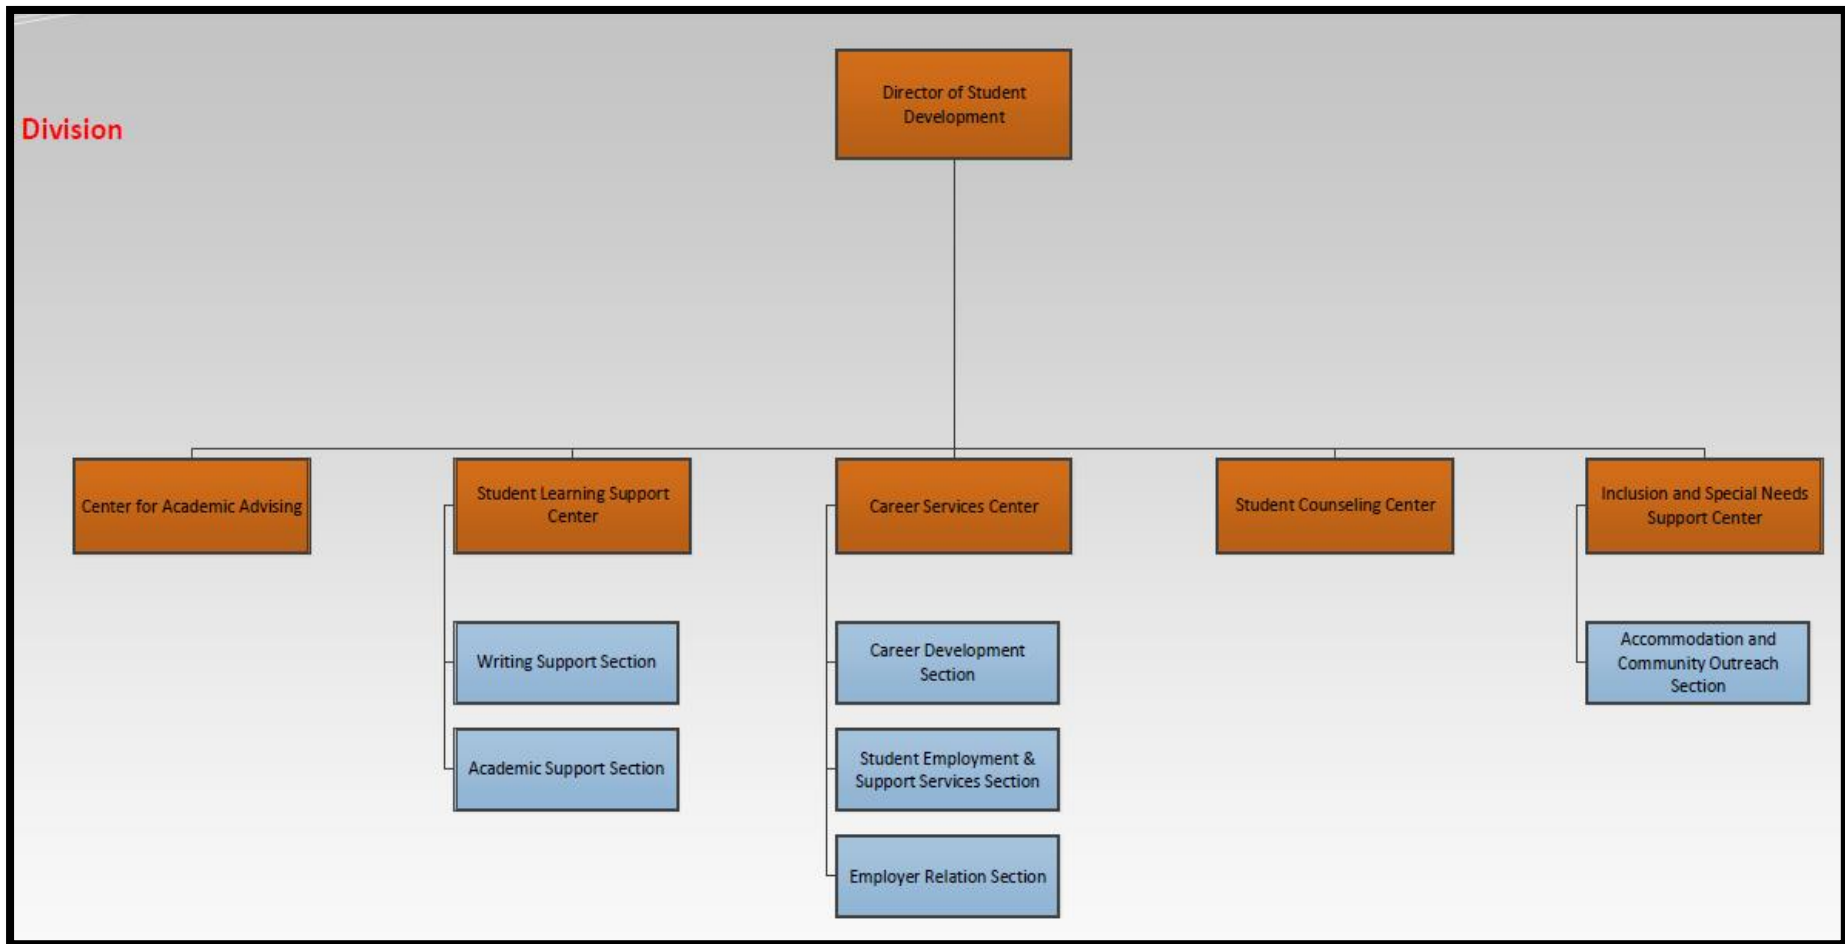 Director of Student
Development
Division
Center for Academic Advising
Student Learning Support
Center
Career Services Center
Student Counseling Center
Inclusion and Special Needs
Support Center
Writing Support Section
Career Development
Section
Accommodation and
Community Outreach
Section
Academic Support Section
Student Employment &
Support Services Section
Employer Relation Section